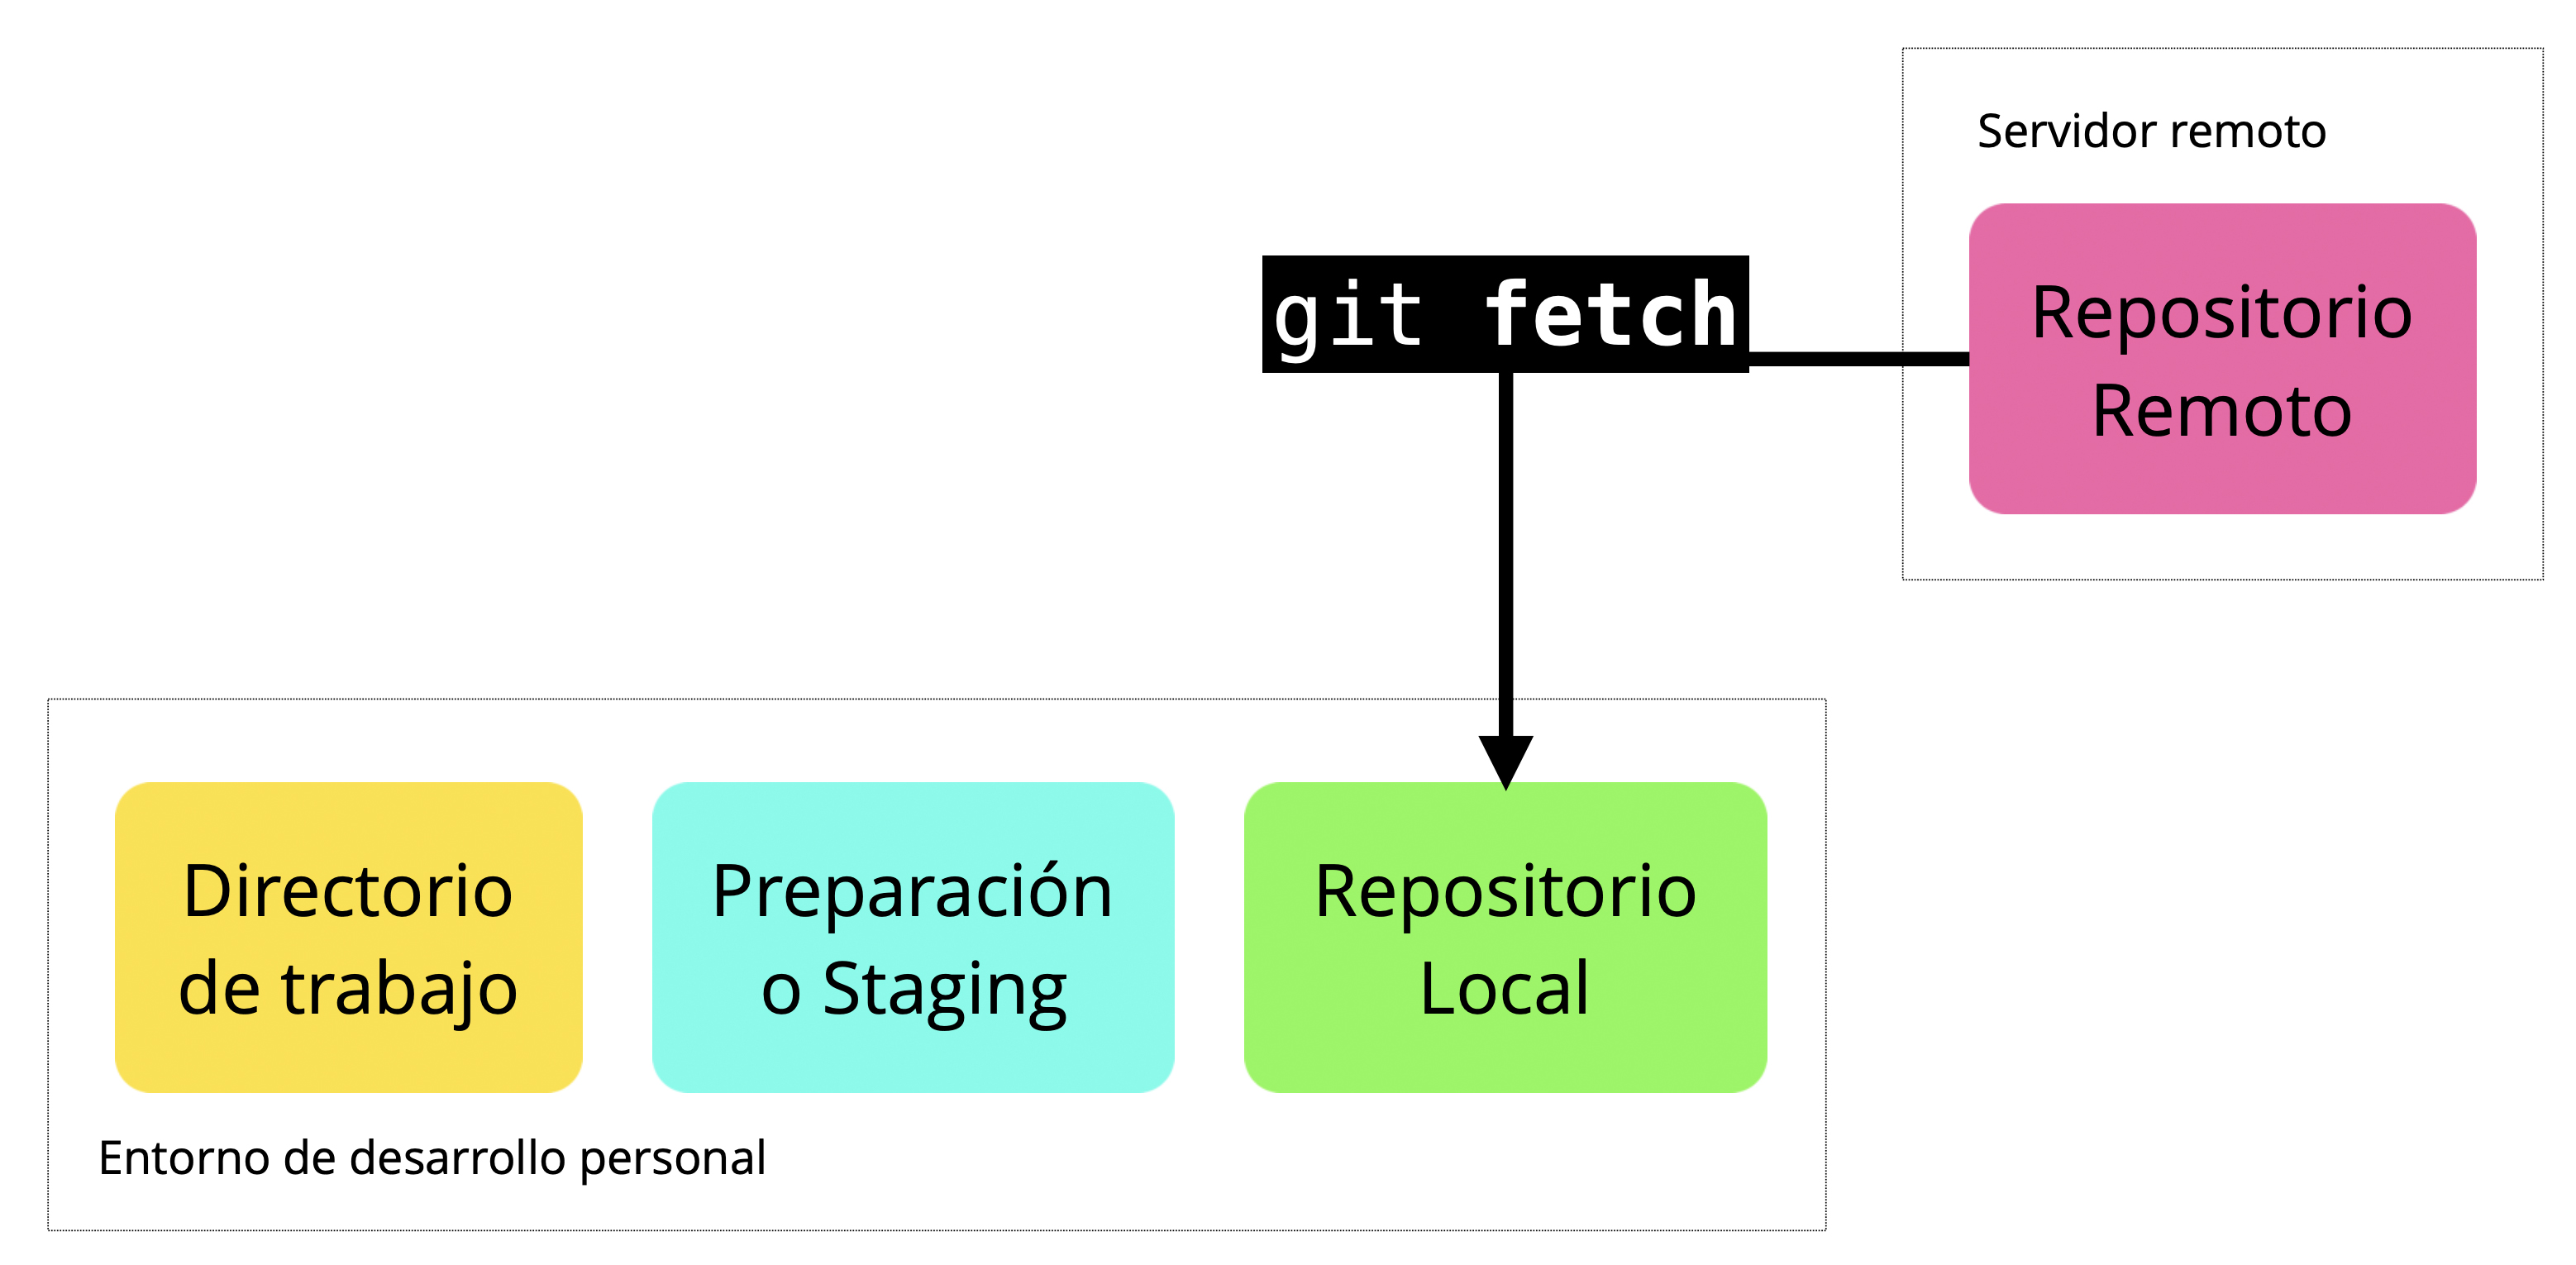 Servidor remoto
git fetch
Repositorio
Remoto
Directorio
de trabajo
Preparación
o Staging
Repositorio
Local
Entorno de desarrollo personal